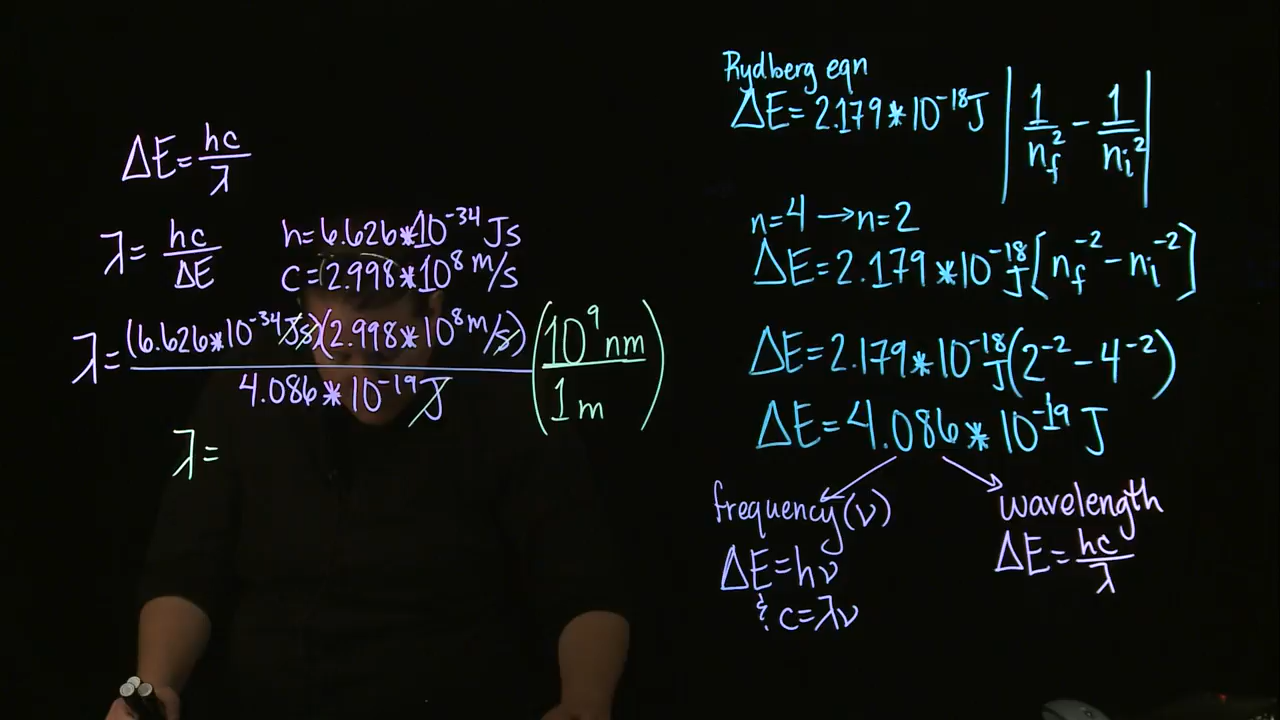 ΔE = hc/λ
λ = hc/ΔE
h = 6.626*10⁻³⁴ Js
c = 2.998*10⁸ m/s
λ = (6.626*10⁻³⁴ Js)(2.998*10⁸ m/s)/4.086*10⁻¹⁹ J (10⁹ nm/1 m)
λ =
Rydberg eqn
ΔE = 2.179*10⁻¹⁸ J |1/n_f² - 1/n_i²|
n=4 → n=2
ΔE = 2.179*10⁻¹⁸ J [n_f⁻² - n_i⁻²]
ΔE = 2.179*10⁻¹⁸ J (2⁻² - 4⁻²)
ΔE = 4.086*10⁻¹⁹ J
frequency (ν)
ΔE = hν
& c = λν
wavelength
ΔE = hc/λ